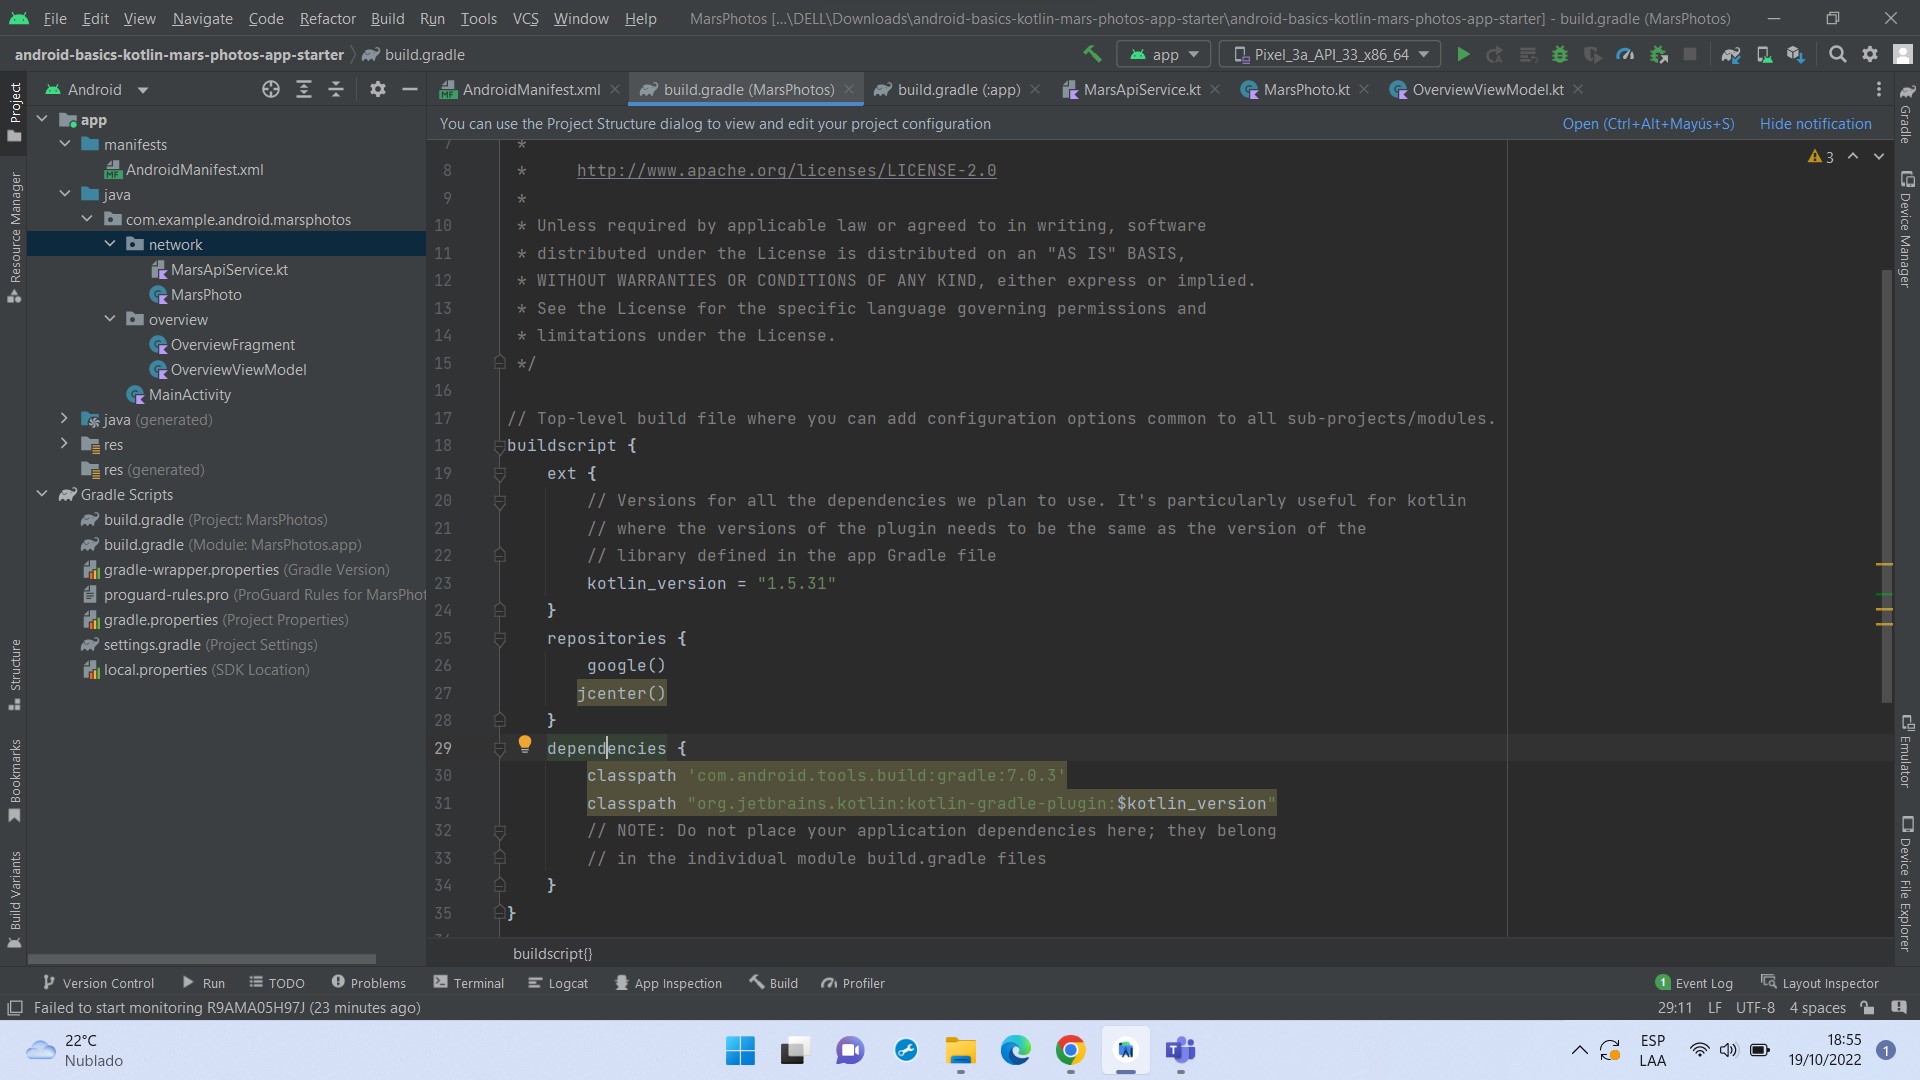 File Edit View Navigate Code Refactor Build Run Tools VCS Window Help MarsPhotos [...\DELL\Downloads\android-basics-kotlin-mars-photos-app-starter\android-basics-kotlin-mars-photos-app-starter] - build.gradle (MarsPhotos)
android-basics-kotlin-mars-photos-app-starter build.gradle app Pixel_3a_API_33_x86_64
Project
Android
AndroidManifest.xml build.gradle (MarsPhotos) build.gradle (:app) MarsApiService.kt MarsPhoto.kt OverviewViewModel.kt
You can use the Project Structure dialog to view and edit your project configuration Open (Ctrl+Alt+Mayús+S) Hide notification
app
manifests
AndroidManifest.xml
java
com.example.android.marsphotos
network
MarsApiService.kt
MarsPhoto
overview
OverviewFragment
OverviewViewModel
MainActivity
java (generated)
res
res (generated)
Gradle Scripts
build.gradle (Project: MarsPhotos)
build.gradle (Module: MarsPhotos.app)
gradle-wrapper.properties (Gradle Version)
proguard-rules.pro (ProGuard Rules for MarsPhot
gradle.properties (Project Properties)
settings.gradle (Project Settings)
local.properties (SDK Location)
Resource Manager
Structure
Bookmarks
Build Variants
3
7 *
8 * http://www.apache.org/licenses/LICENSE-2.0
9 *
10 * Unless required by applicable law or agreed to in writing, software
11 * distributed under the License is distributed on an "AS IS" BASIS,
12 * WITHOUT WARRANTIES OR CONDITIONS OF ANY KIND, either express or implied.
13 * See the License for the specific language governing permissions and
14 * limitations under the License.
15 */
16
17 // Top-level build file where you can add configuration options common to all sub-projects/modules.
18 buildscript {
19 ext {
20 // Versions for all the dependencies we plan to use. It's particularly useful for kotlin
21 // where the versions of the plugin needs to be the same as the version of the
22 // library defined in the app Gradle file
23 kotlin_version = "1.5.31"
24 }
25 repositories {
26 google()
27 jcenter()
28 }
29 dependencies {
30 classpath 'com.android.tools.build:gradle:7.0.3'
31 classpath "org.jetbrains.kotlin:kotlin-gradle-plugin:$kotlin_version"
32 // NOTE: Do not place your application dependencies here; they belong
33 // in the individual module build.gradle files
34 }
35 }
buildscript{}
Gradle
Device Manager
Emulator
Device File Explorer
Version Control Run TODO Problems Terminal Logcat App Inspection Build Profiler 1 Event Log Layout Inspector
Failed to start monitoring R9AMA05H97J (23 minutes ago) 29:11 LF UTF-8 4 spaces
22°C
Nublado
ESP
LAA
18:55
19/10/2022
1